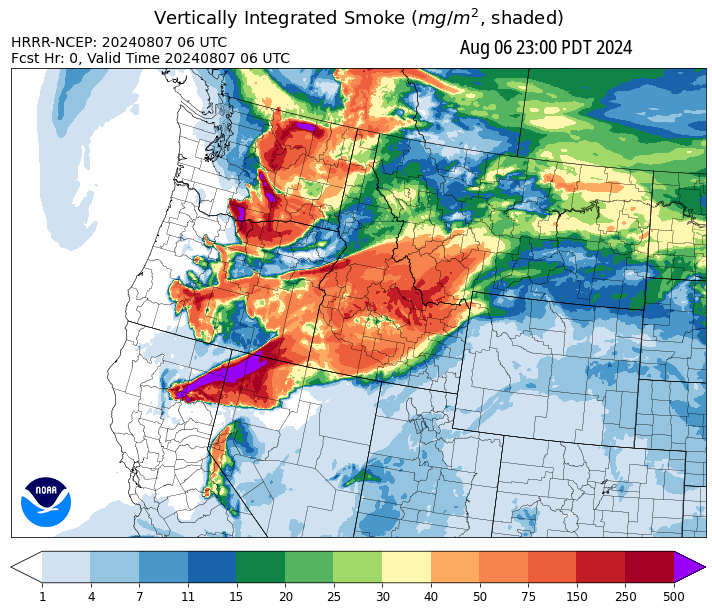 Vertically Integrated Smoke (mg/m², shaded)
HRRR-NCEP: 20240807 06 UTC
Fcst Hr: 0, Valid Time 20240807 06 UTC
Aug 06 23:00 PDT 2024
NOAA
1 4 7 11 15 20 25 30 40 50 75 150 250 500